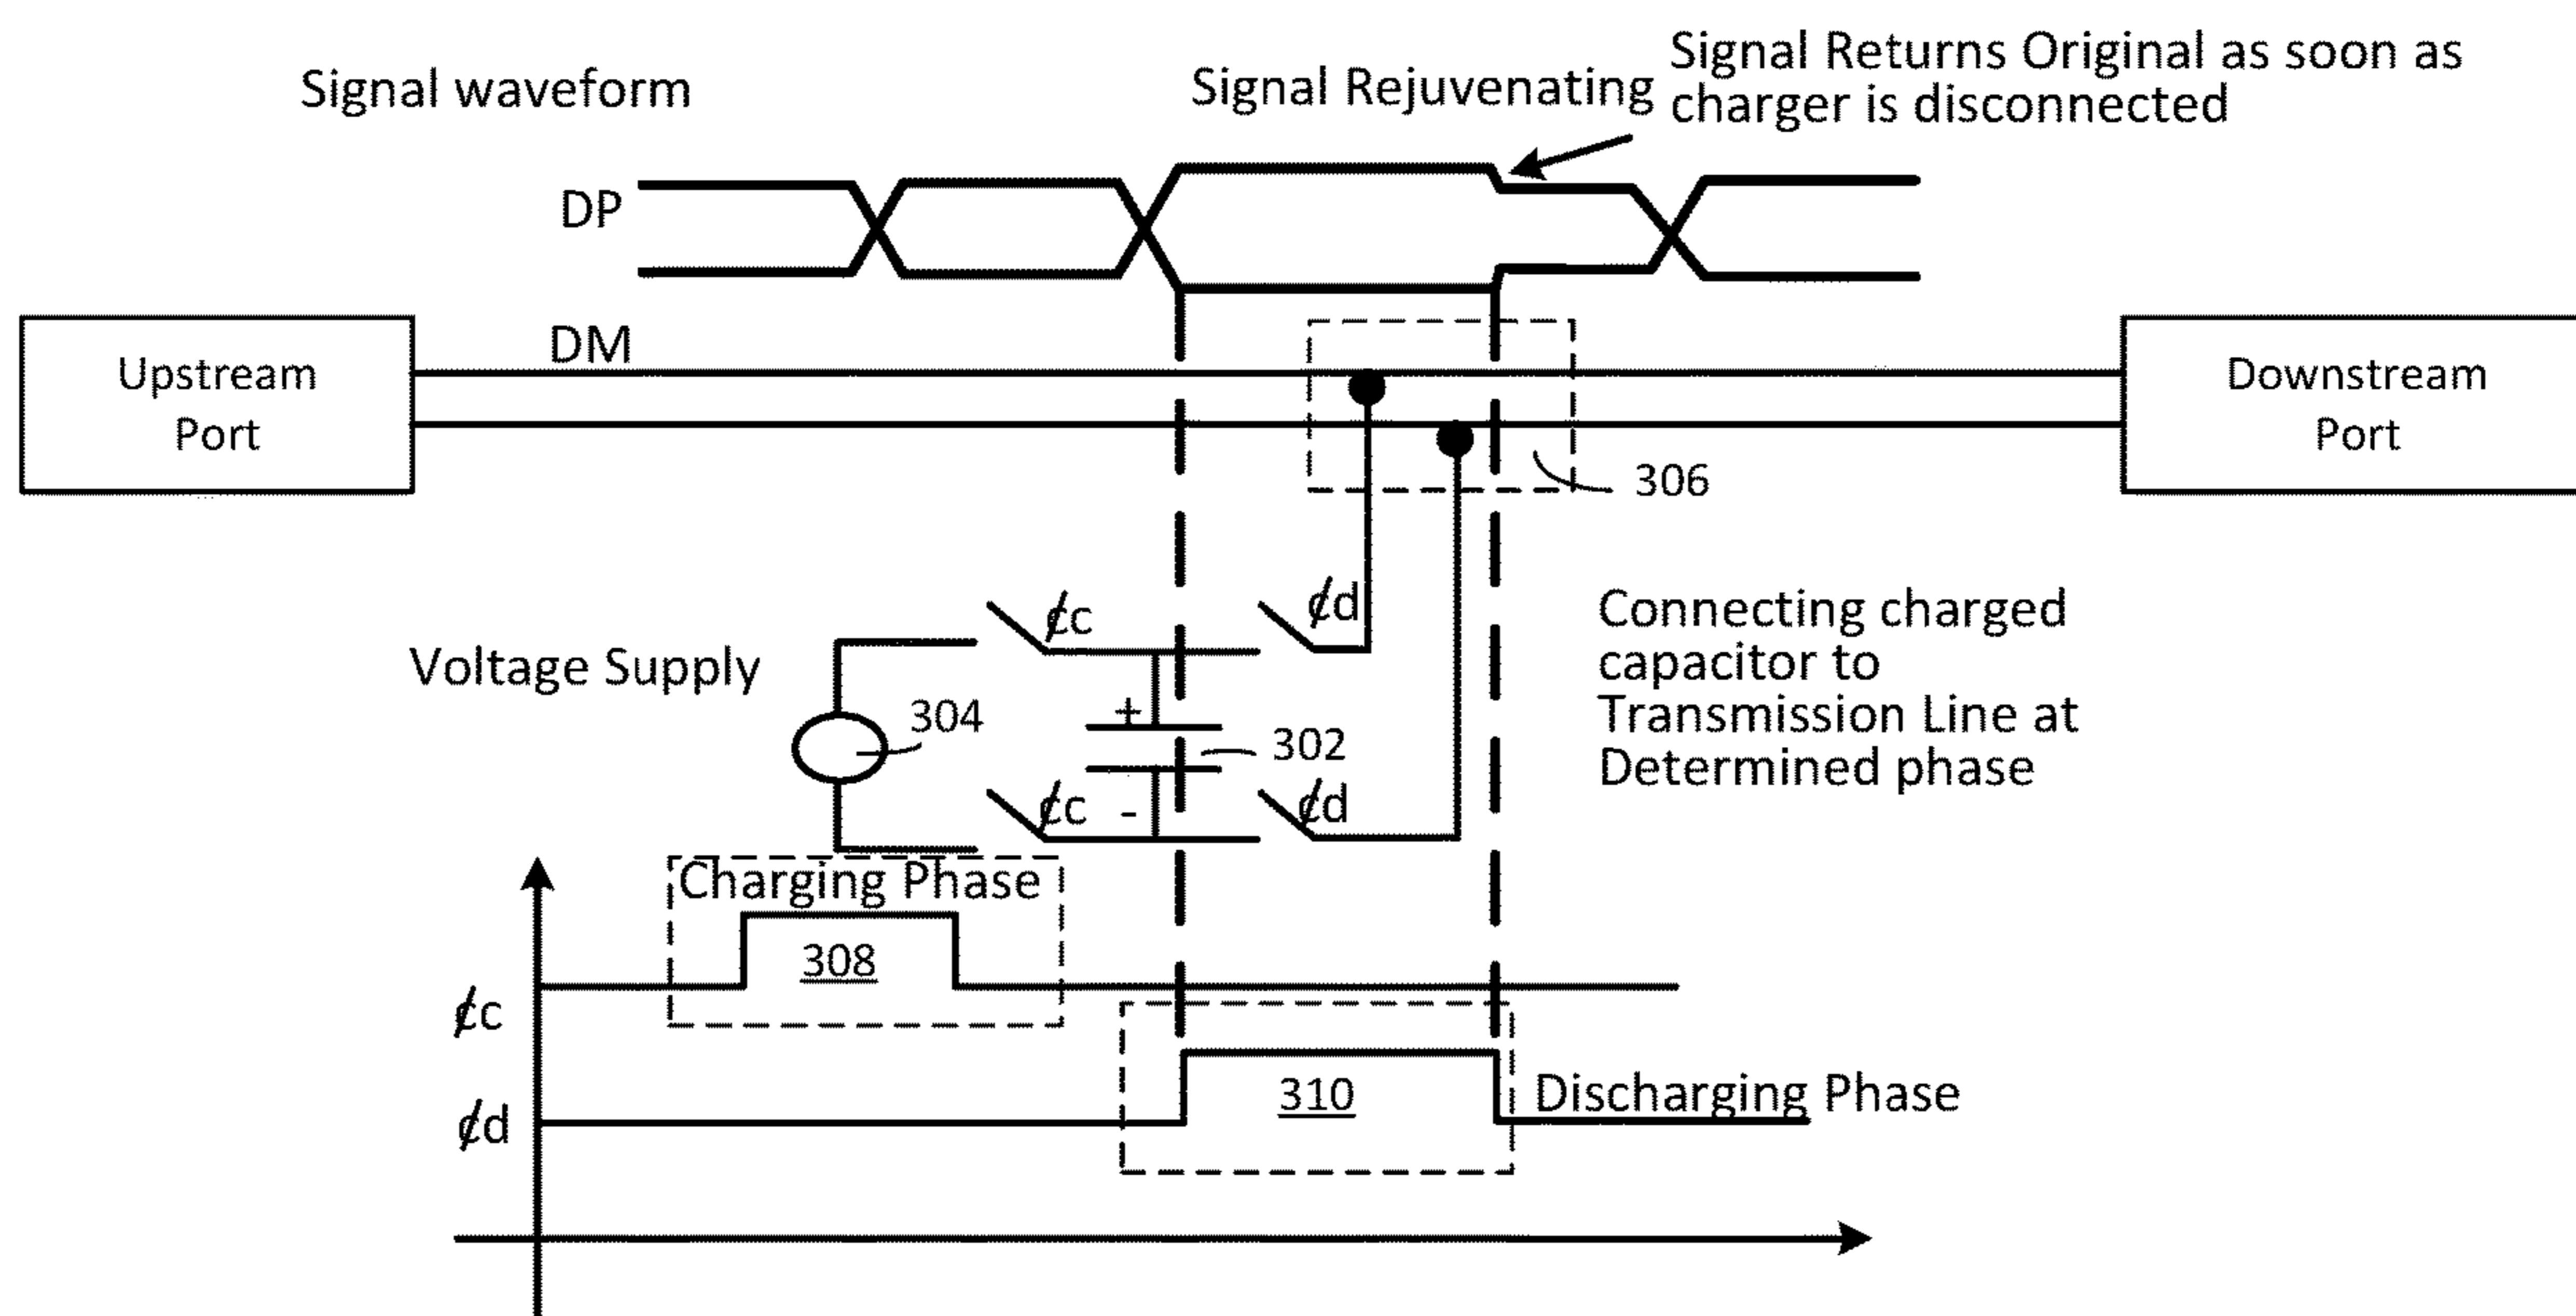 Signal waveform
Signal Rejuvenating
Signal Returns Original as soon as
charger is disconnected
DP
DM
Upstream
Port
Downstream
Port
306
Voltage Supply
304
¢c
¢d
+
302
¢c
-
¢d
Connecting charged
capacitor to
Transmission Line at
Determined phase
Charging Phase
308
¢c
310
Discharging Phase
¢d